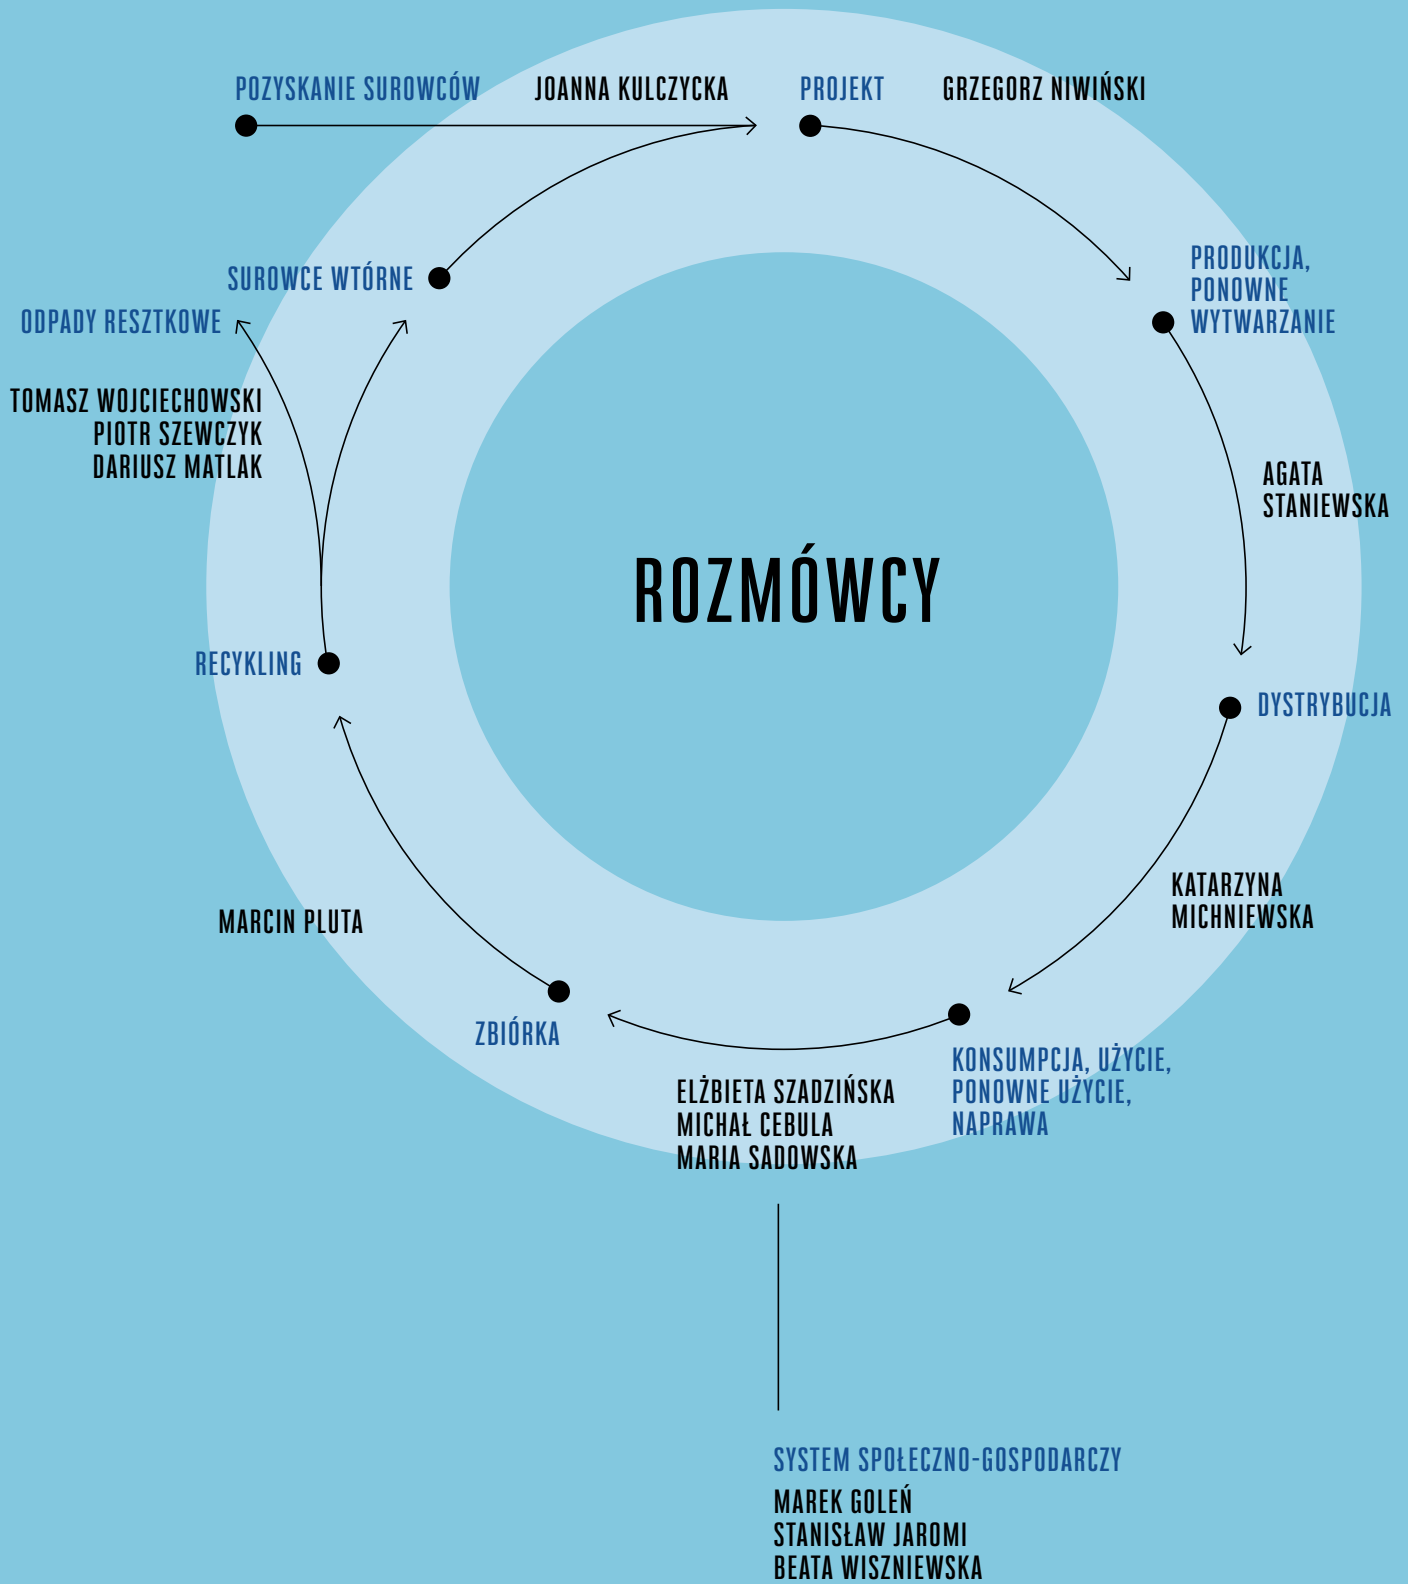 POZYSKANIE SUROWCÓW
JOANNA KULCZYCKA
PROJEKT
GRZEGORZ NIWIŃSKI
PRODUKCJA,
PONOWNE
WYTWARZANIE
SUROWCE WTÓRNE
ODPADY RESZTKOWE
TOMASZ WOJCIECHOWSKI
PIOTR SZEWCZYK
DARIUSZ MATLAK
AGATA
STANIEWSKA
ROZMÓWCY
RECYKLING
DYSTRYBUCJA
KATARZYNA
MICHNIEWSKA
MARCIN PLUTA
ZBIÓRKA
KONSUMPCJA, UŻYCIE,
PONOWNE UŻYCIE,
NAPRAWA
ELŻBIETA SZADZIŃSKA
MICHAŁ CEBULA
MARIA SADOWSKA
SYSTEM SPOŁECZNO-GOSPODARCZY
MAREK GOLEŃ
STANISŁAW JAROMI
BEATA WISZNIEWSKA